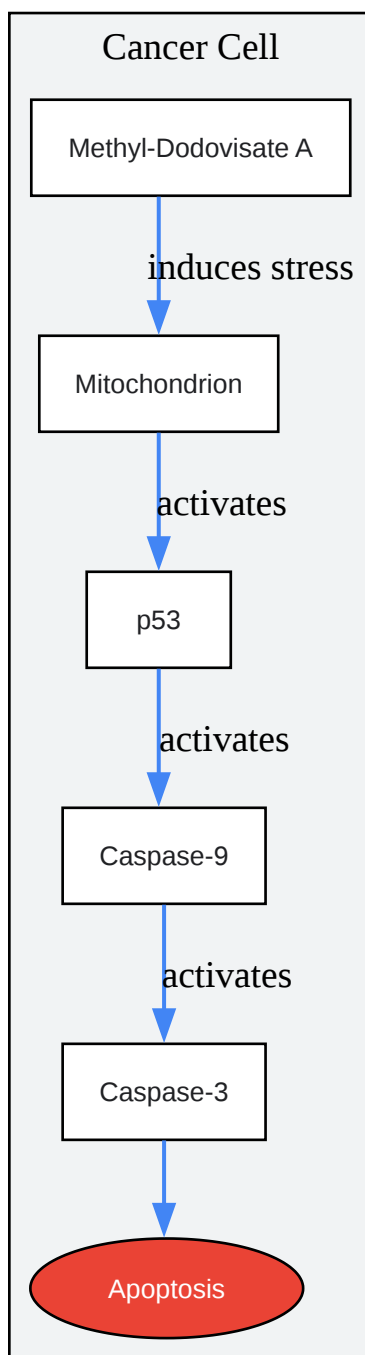 Cancer Cell
Methyl-Dodovisate A
induces stress
Mitochondrion
activates
p53
activates
Caspase-9
activates
Caspase-3
Apoptosis